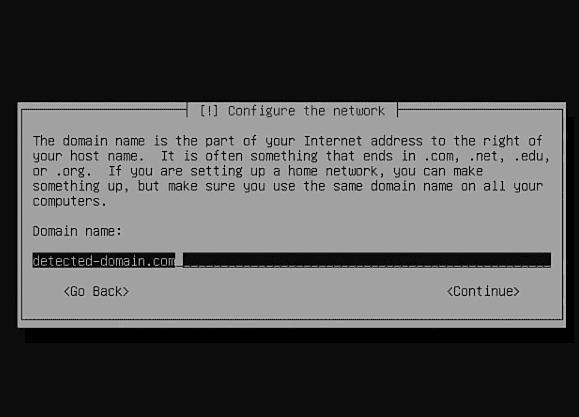 [!] Configure the network
The domain name is the part of your Internet address to the right of
your host name.  It is often something that ends in .com, .net, .edu,
or .org.  If you are setting up a home network, you can make
something up, but make sure you use the same domain name on all your
computers.
Domain name:
detected-domain.com
<Go Back> <Continue>